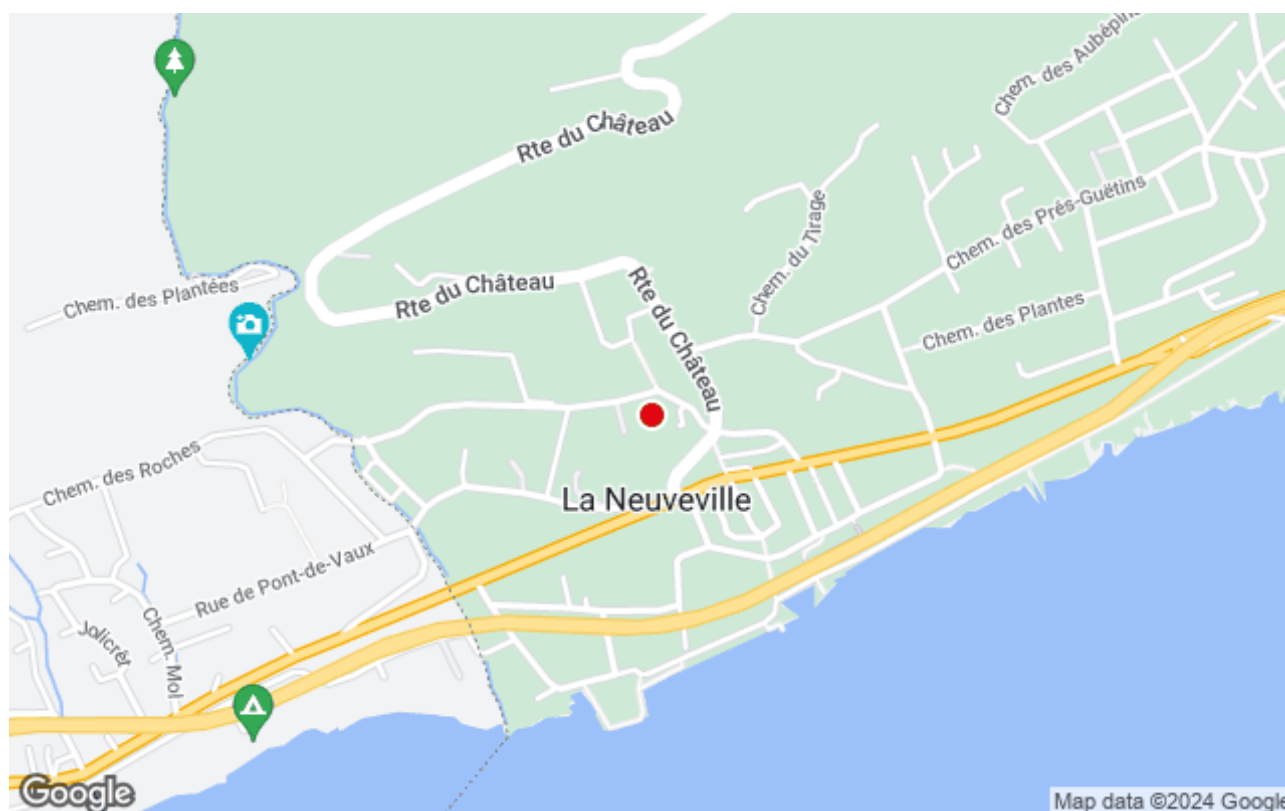 Chem. des Aubépin
Rte du Château
Chem. du Tirage
Chem. des Prés-Guëtins
Chem. des Plantées
Rte du Château
Rte du Château
Chem. des Plantes
Chem. des Roches
La Neuveville
Rue de Pont-de-Vaux
Chem. Mol
Jolicrêt
Google
Map data ©2024 Google